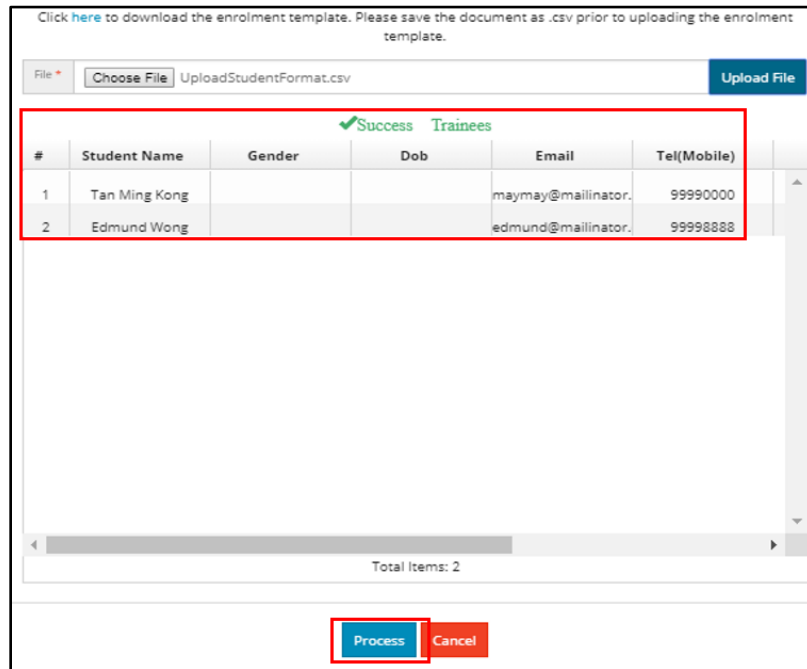 Click here to download the enrolment template. Please save the document as .csv prior to uploading the enrolment
template.
File * Choose File UploadStudentFormat.csv Upload File
✔Success Trainees
# Student Name Gender Dob Email Tel(Mobile)
1 Tan Ming Kong maymay@mailinator. 99990000
2 Edmund Wong edmund@mailinator. 99998888
Total Items: 2
Process Cancel